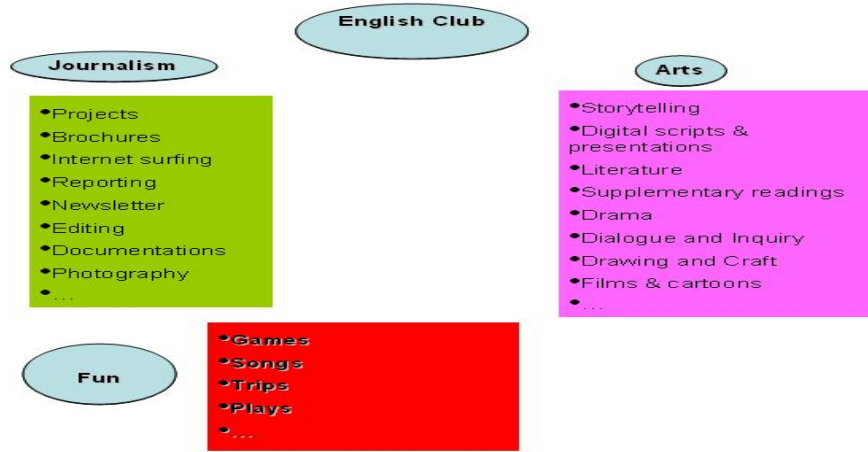 English Club
Journalism
•Projects
•Brochures
•Internet surfing
•Reporting
•Newsletter
•Editing
•Documentations
•Photography
•...
Arts
•Storytelling
•Digital scripts &
presentations
•Literature
•Supplementary readings
•Drama
•Dialogue and Inquiry
•Drawing and Craft
•Films & cartoons
•...
Fun
•Games
•Songs
•Trips
•Plays
•...